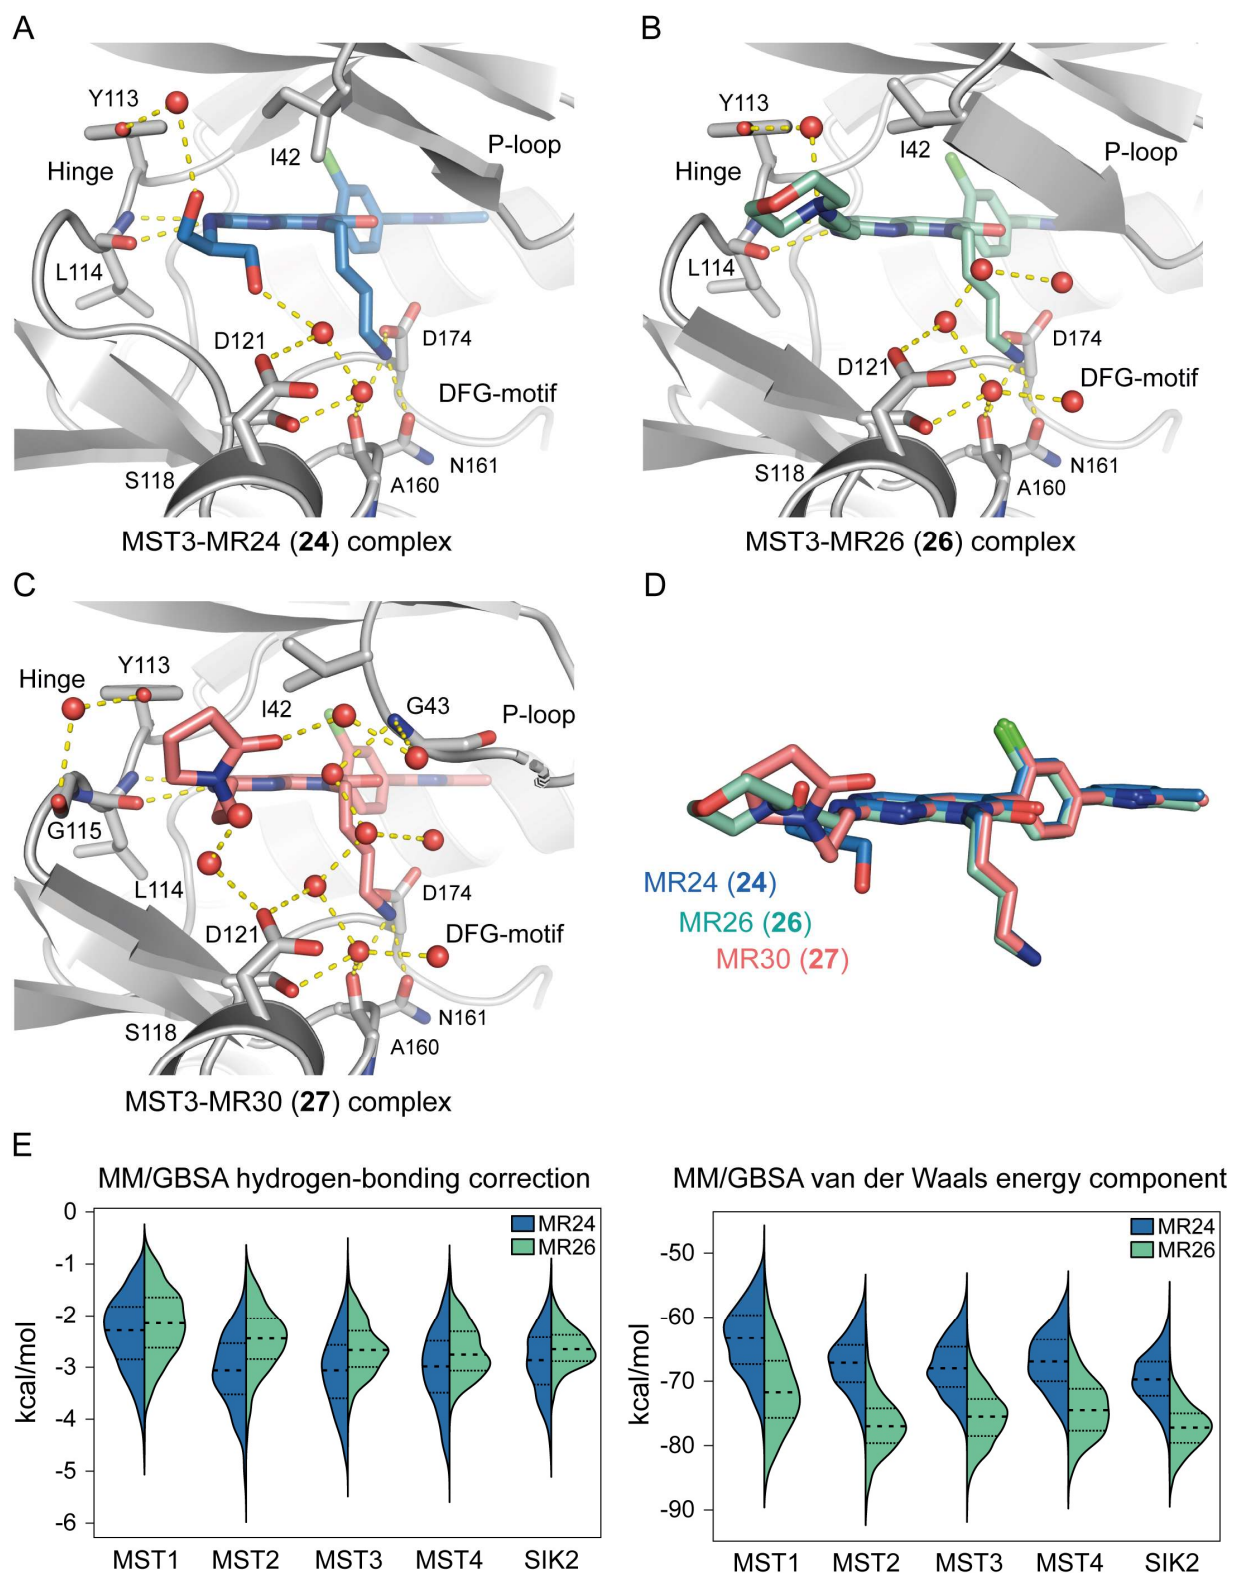 A
Y113
Hinge
I42
P-loop
L114
D121
D174
DFG-motif
S118
N161
A160
MST3-MR24 (24) complex
B
Y113
Hinge
I42
P-loop
L114
D121
D174
DFG-motif
S118
N161
A160
MST3-MR26 (26) complex
C
Hinge
Y113
I42
G43
P-loop
G115
L114
D121
D174
DFG-motif
S118
N161
A160
MST3-MR30 (27) complex
D
MR24 (24)
MR26 (26)
MR30 (27)
E
MM/GBSA hydrogen-bonding correction
MR24
MR26
kcal/mol
0
-1
-2
-3
-4
-5
-6
MST1 MST2 MST3 MST4 SIK2
MM/GBSA van der Waals energy component
MR24
MR26
kcal/mol
-50
-60
-70
-80
-90
MST1 MST2 MST3 MST4 SIK2